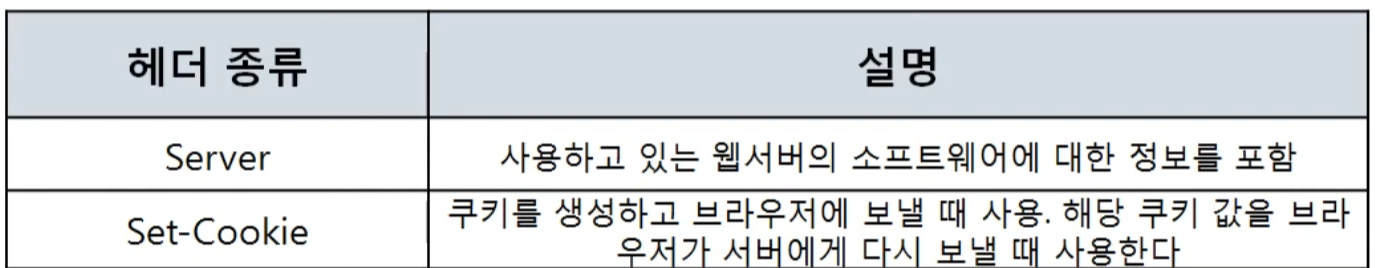 헤더 종류
설명
Server
사용하고 있는 웹서버의 소프트웨어에 대한 정보를 포함
Set-Cookie
쿠키를 생성하고 브라우저에 보낼 때 사용. 해당 쿠키 값을 브라
우저가 서버에게 다시 보낼 때 사용한다